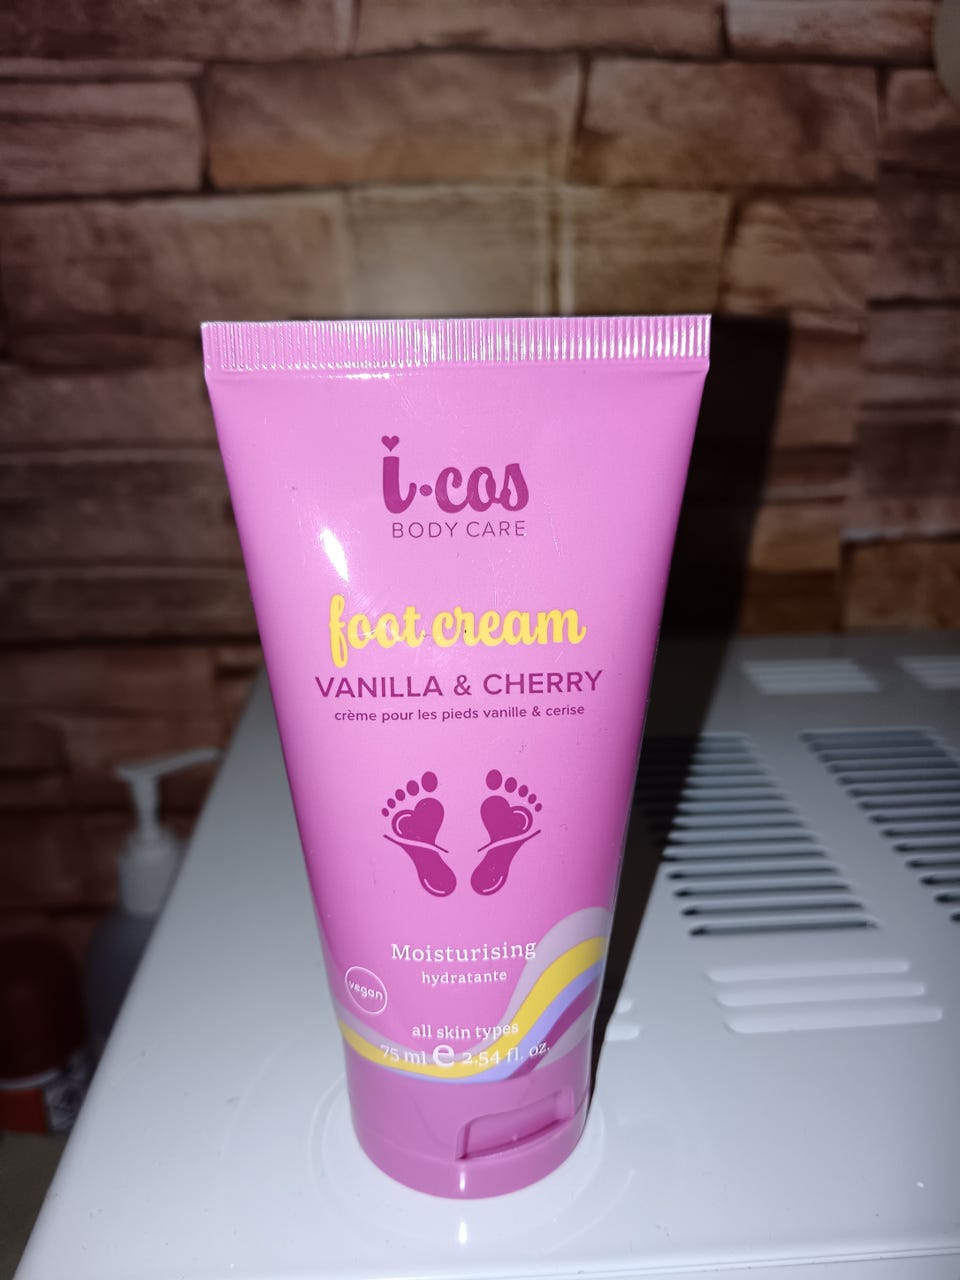 i·cos
BODY CARE
foot cream
VANILLA & CHERRY
crème pour les pieds vanille & cerise
Moisturising
hydratante
vegan
all skin types
75 ml e 2,54 fl. oz.